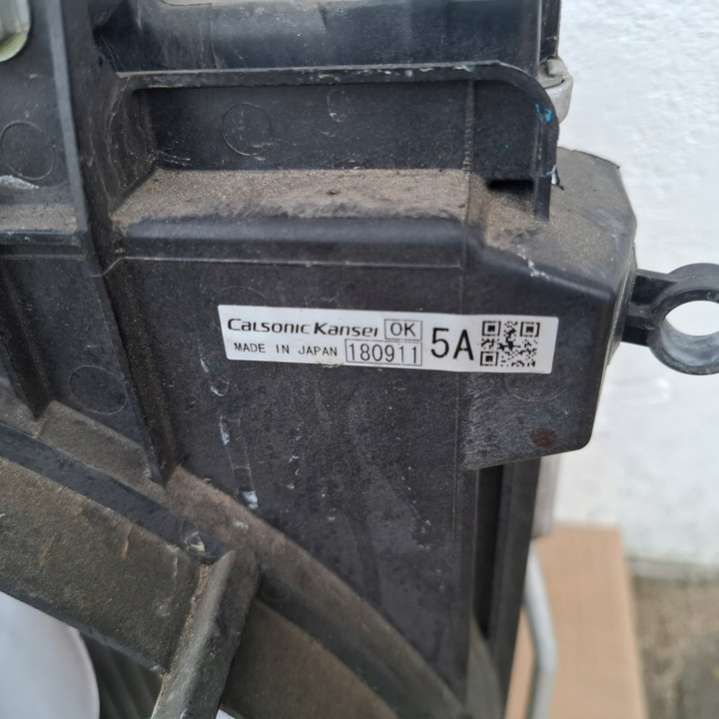 Calsonic Kansei OK
MADE IN JAPAN 180911
5A